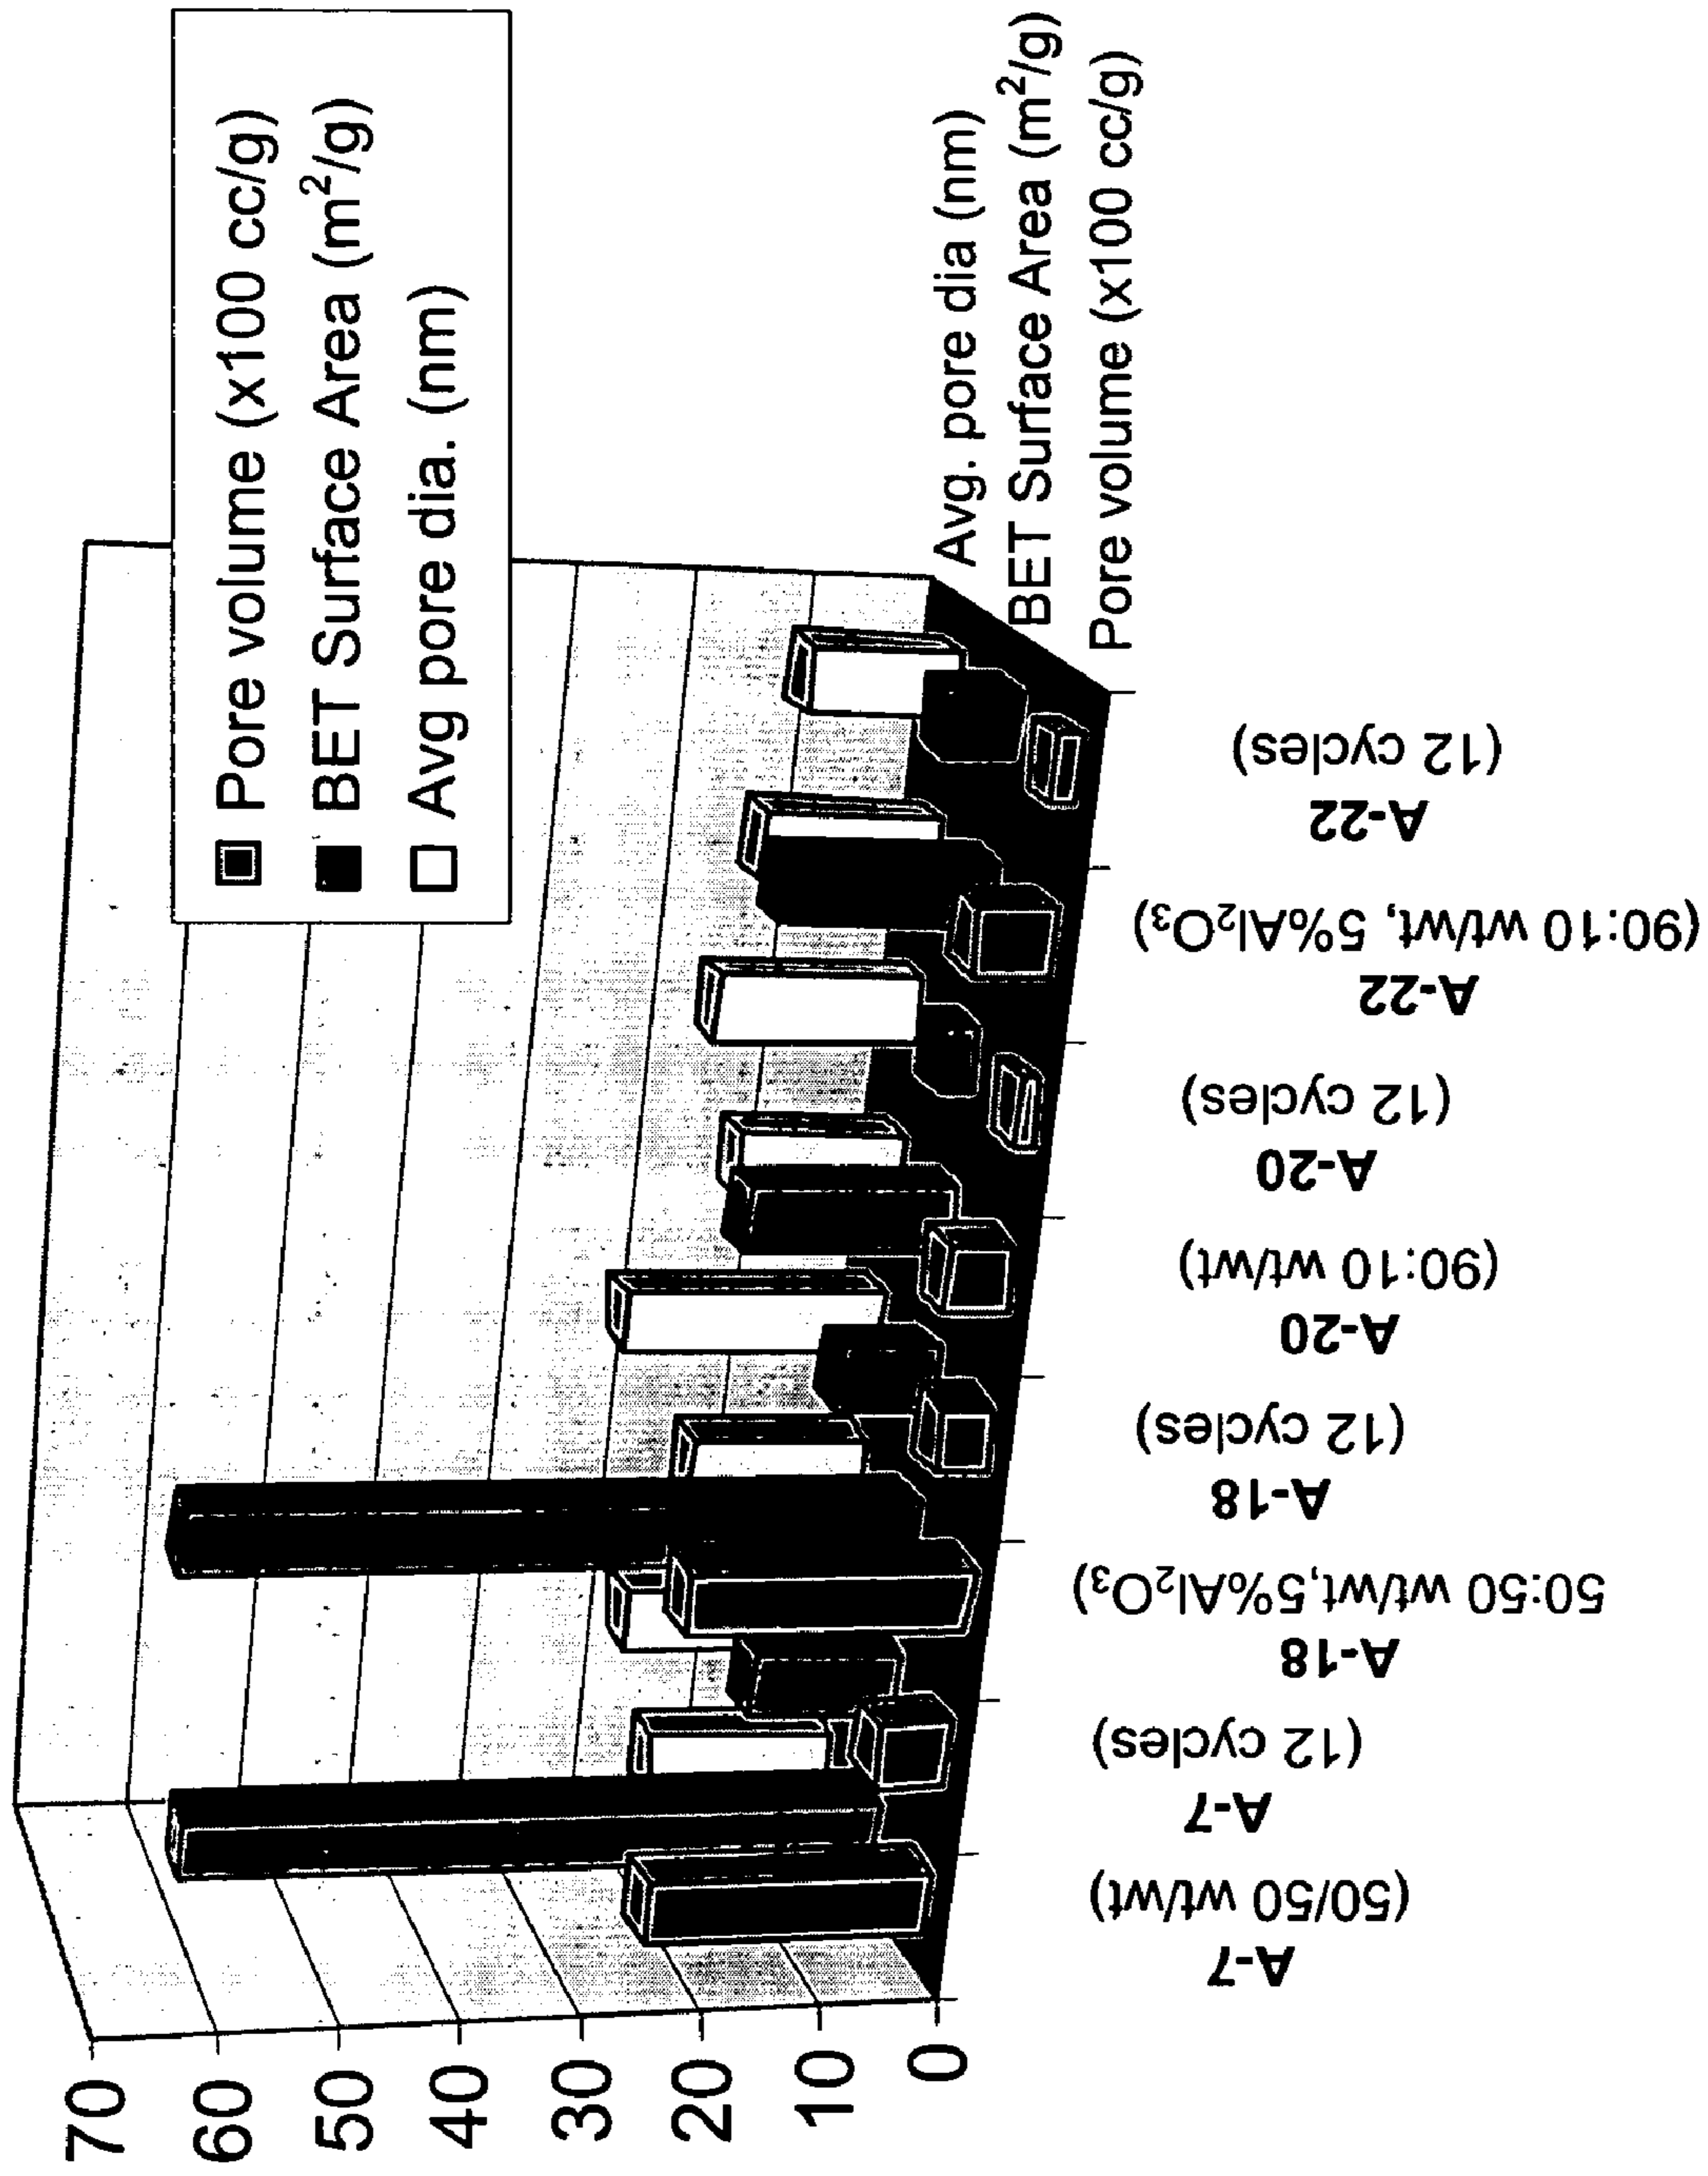 Pore volume (x100 cc/g)
BET Surface Area (m²/g)
Avg pore dia. (nm)
70
60
50
40
30
20
10
0
Avg. pore dia (nm)
BET Surface Area (m²/g)
Pore volume (x100 cc/g)
A-7
(50/50 wt/wt)
A-7
(12 cycles)
A-18
50:50 wt/wt,5%Al₂O₃)
A-18
(12 cycles)
A-20
(90:10 wt/wt)
A-20
(12 cycles)
A-22
(90:10 wt/wt, 5%Al₂O₃)
A-22
(12 cycles)